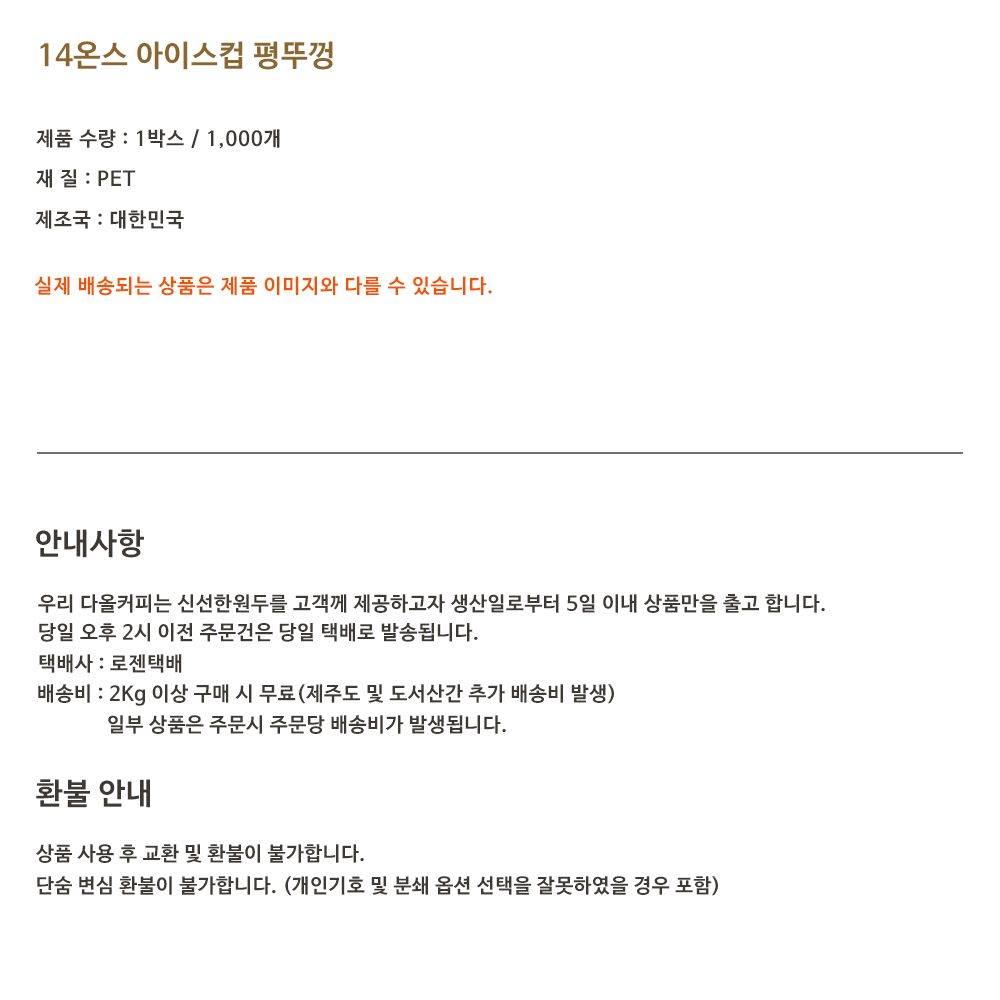 14온스 아이스컵 평뚜껑
제품 수량 : 1박스 / 1,000개
재 질 : PET
제조국 : 대한민국
실제 배송되는 상품은 제품 이미지와 다를 수 있습니다.
안내사항
우리 다올커피는 신선한원두를 고객께 제공하고자 생산일로부터 5일 이내 상품만을 출고 합니다.
당일 오후 2시 이전 주문건은 당일 택배로 발송됩니다.
택배사 : 로젠택배
배송비 : 2Kg 이상 구매 시 무료(제주도 및 도서산간 추가 배송비 발생)
일부 상품은 주문시 주문당 배송비가 발생됩니다.
환불 안내
상품 사용 후 교환 및 환불이 불가합니다.
단숨 변심 환불이 불가합니다. (개인기호 및 분쇄 옵션 선택을 잘못하였을 경우 포함)